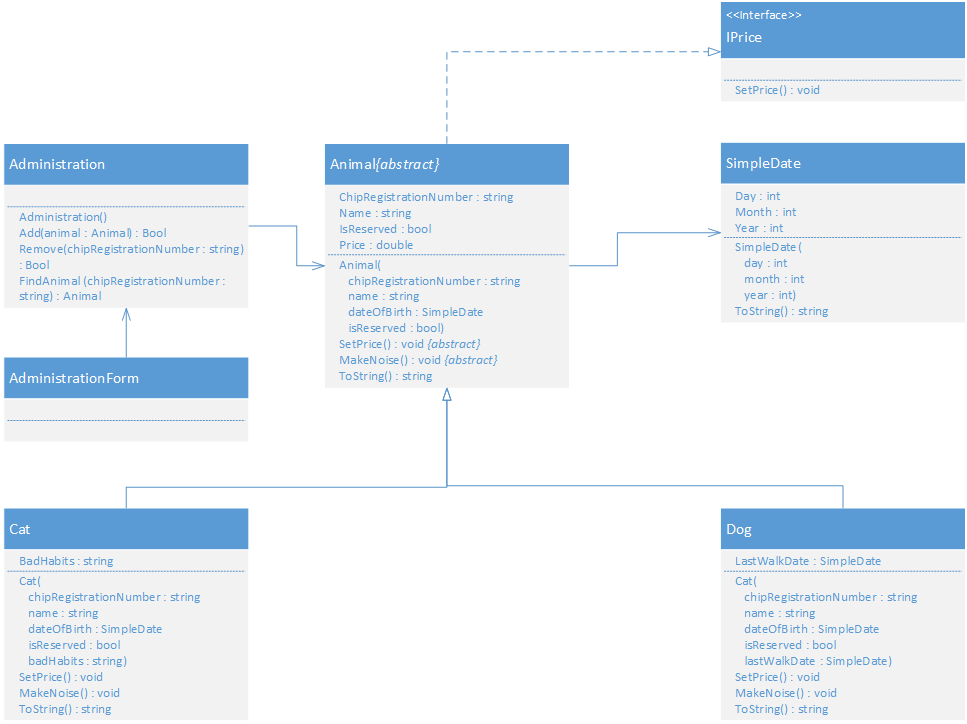 <<Interface>>
IPrice
SetPrice() : void
Administration
Administration()
Add(animal : Animal) : Bool
Remove(chipRegistrationNumber : string)
: Bool
FindAnimal (chipRegistrationNumber :
string) : Animal
Animal{abstract}
ChipRegistrationNumber : string
Name : string
IsReserved : bool
Price : double
Animal(
chipRegistrationNumber : string
name : string
dateOfBirth : SimpleDate
isReserved : bool)
SetPrice() : void {abstract}
MakeNoise() : void {abstract}
ToString() : string
SimpleDate
Day : int
Month : int
Year : int
SimpleDate(
day : int
month : int
year : int)
ToString() : string
AdministrationForm
Cat
BadHabits : string
Cat(
chipRegistrationNumber : string
name : string
dateOfBirth : SimpleDate
isReserved : bool
badHabits : string)
SetPrice() : void
MakeNoise() : void
ToString() : string
Dog
LastWalkDate : SimpleDate
Cat(
chipRegistrationNumber : string
name : string
dateOfBirth : SimpleDate
isReserved : bool
lastWalkDate : SimpleDate)
SetPrice() : void
MakeNoise() : void
ToString() : string